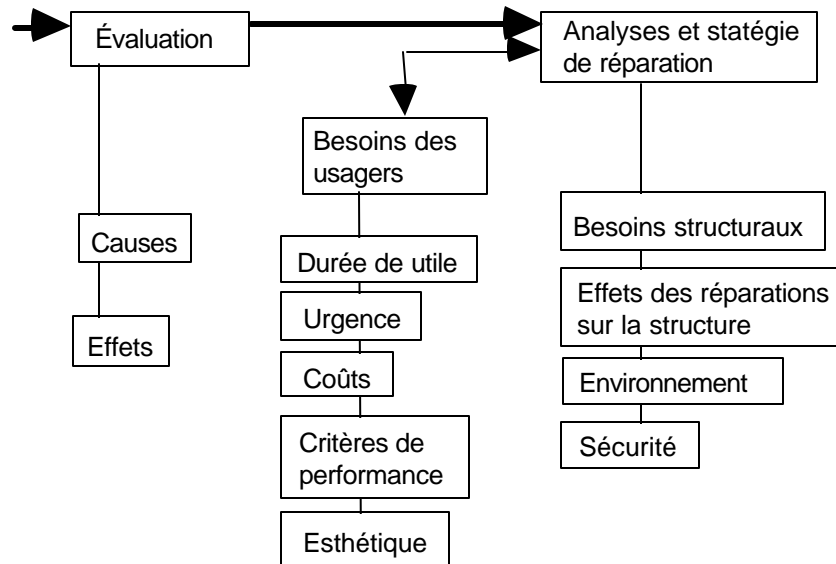 Évaluation
Analyses et statégie
de réparation
Besoins des
usagers
Causes
Effets
Durée de utile
Urgence
Coûts
Critères de
performance
Esthétique
Besoins structuraux
Effets des réparations
sur la structure
Environnement
Sécurité